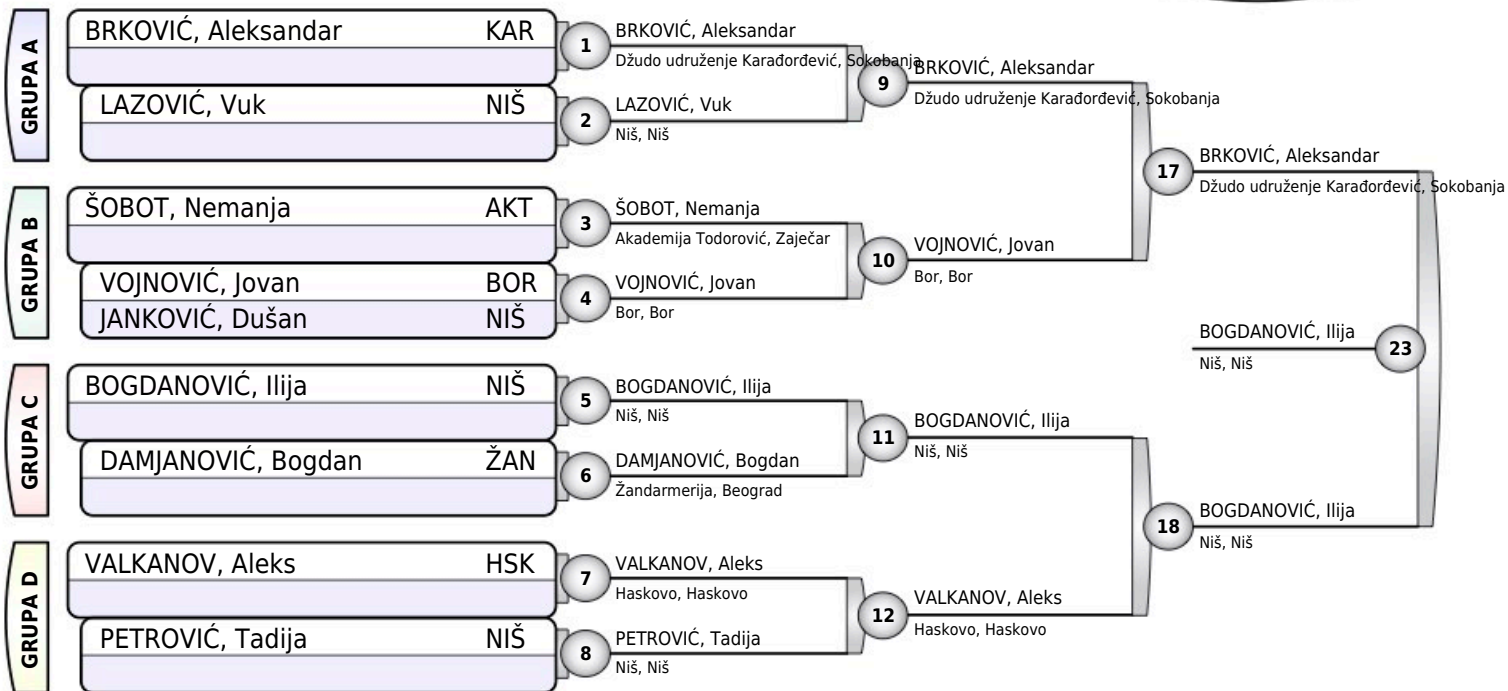 GRUPA A
BRKOVIĆ, Aleksandar KAR
LAZOVIĆ, Vuk NIŠ
GRUPA B
ŠOBOT, Nemanja AKT
VOJNOVIĆ, Jovan BOR
JANKOVIĆ, Dušan NIŠ
GRUPA C
BOGDANOVIĆ, Ilija NIŠ
DAMJANOVIĆ, Bogdan ŽAN
GRUPA D
VALKANOV, Aleks HSK
PETROVIĆ, Tadija NIŠ
1
BRKOVIĆ, Aleksandar
Džudo udruženje Karađorđević, Sokobanja
2
LAZOVIĆ, Vuk
Niš, Niš
3
ŠOBOT, Nemanja
Akademija Todorović, Zaječar
4
VOJNOVIĆ, Jovan
Bor, Bor
5
BOGDANOVIĆ, Ilija
Niš, Niš
6
DAMJANOVIĆ, Bogdan
Žandarmerija, Beograd
7
VALKANOV, Aleks
Haskovo, Haskovo
8
PETROVIĆ, Tadija
Niš, Niš
9
BRKOVIĆ, Aleksandar
Džudo udruženje Karađorđević, Sokobanja
10
VOJNOVIĆ, Jovan
Bor, Bor
11
BOGDANOVIĆ, Ilija
Niš, Niš
12
VALKANOV, Aleks
Haskovo, Haskovo
17
BRKOVIĆ, Aleksandar
Džudo udruženje Karađorđević, Sokobanja
18
BOGDANOVIĆ, Ilija
Niš, Niš
BOGDANOVIĆ, Ilija
Niš, Niš
23